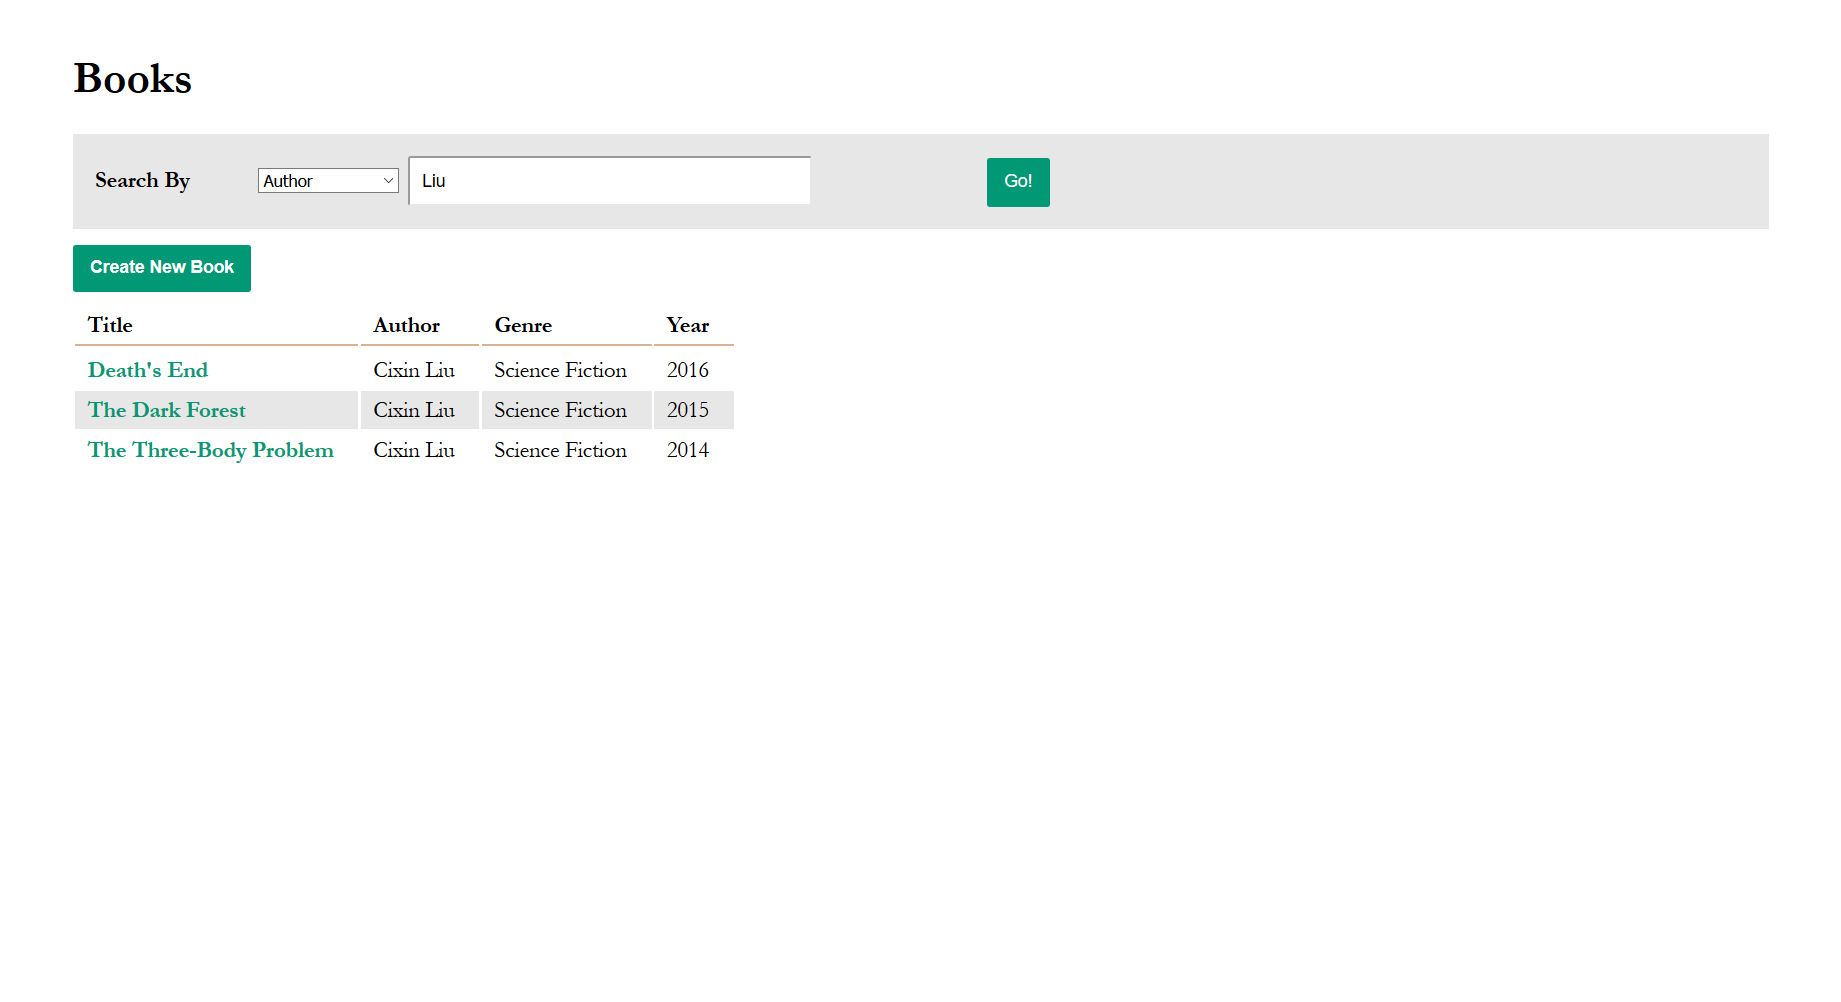 Books
Search By Author Liu Go!
Create New Book
Title Author Genre Year
Death's End Cixin Liu Science Fiction 2016
The Dark Forest Cixin Liu Science Fiction 2015
The Three-Body Problem Cixin Liu Science Fiction 2014